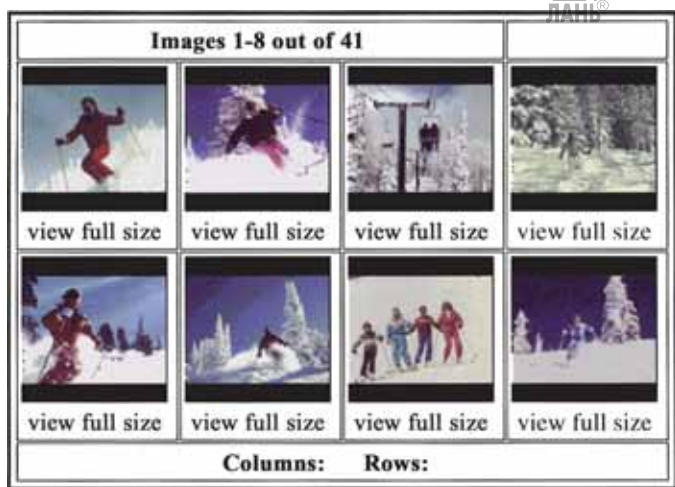 ЛАНЬ®
Images 1-8 out of 41
view full size view full size view full size view full size
view full size view full size view full size view full size
Columns: Rows: